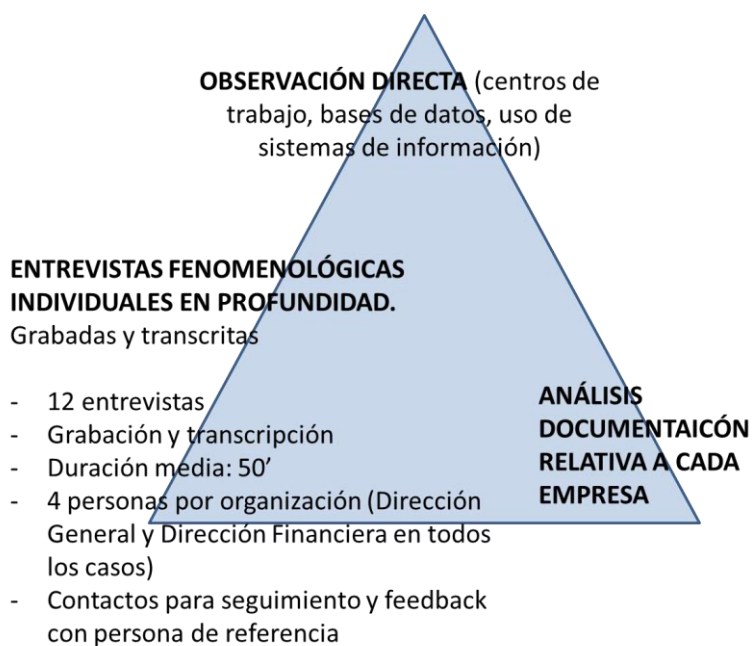 OBSERVACIÓN DIRECTA (centros de
trabajo, bases de datos, uso de
sistemas de información)
ENTREVISTAS FENOMENOLÓGICAS
INDIVIDUALES EN PROFUNDIDAD.
Grabadas y transcritas
- 12 entrevistas
- Grabación y transcripción
- Duración media: 50’
- 4 personas por organización (Dirección
General y Dirección Financiera en todos
los casos)
- Contactos para seguimiento y feedback
con persona de referencia
ANÁLISIS
DOCUMENTAICÓN
RELATIVA A CADA
EMPRESA